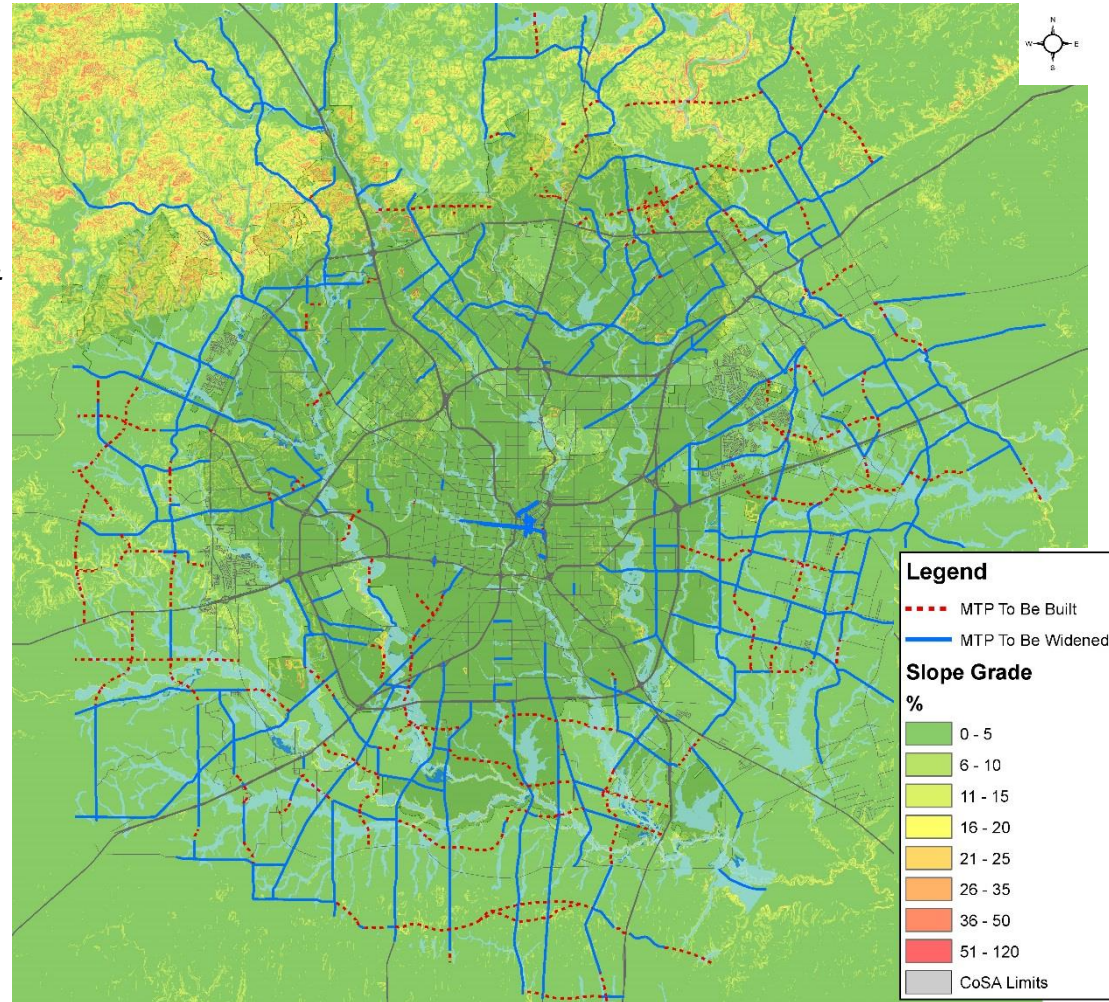 N
W E
S
Legend
MTP To Be Built
MTP To Be Widened
Slope Grade
%
0 - 5
6 - 10
11 - 15
16 - 20
21 - 25
26 - 35
36 - 50
51 - 120
CoSA Limits